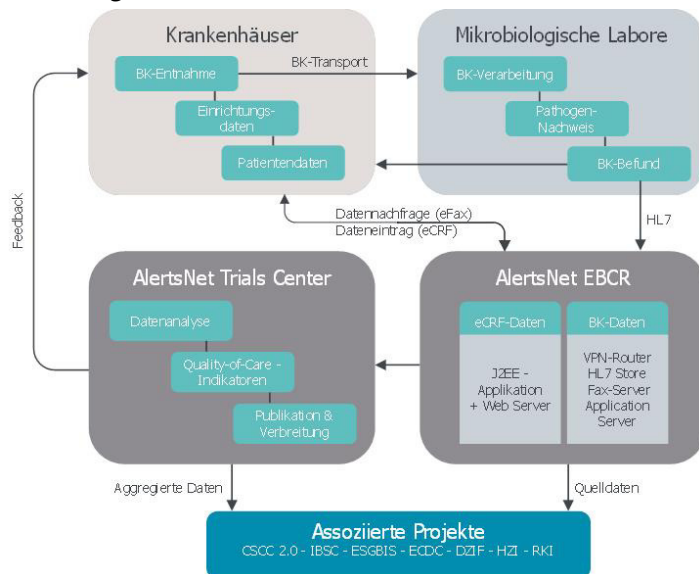 Krankenhäuser
BK-Entnahme
Einrichtungs-
daten
Patientendaten
BK-Transport
Mikrobiologische Labore
BK-Verarbeitung
Pathogen-
Nachweis
BK-Befund
Feedback
Datennachfrage (eFax)
Dateneintrag (eCRF)
HL7
AlertsNet Trials Center
Datenanalyse
Quality-of-Care -
Indikatoren
Publikation &
Verbreitung
AlertsNet EBCR
eCRF-Daten
J2EE -
Applikation
+ Web Server
BK-Daten
VPN-Router
HL7 Store
Fax-Server
Application
Server
Aggregierte Daten
Quelldaten
Assoziierte Projekte
CSCC 2.0 - IBSC - ESGBIS - ECDC - DZIF - HZI - RKI